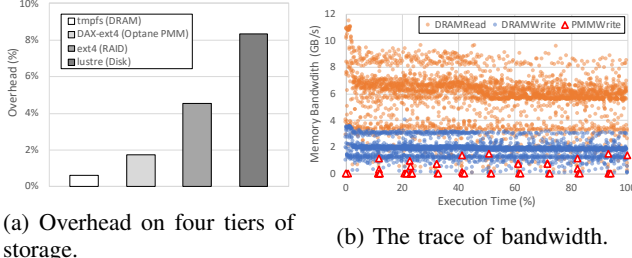 10%
8%
6%
4%
2%
0%
Overhead (%)
tmpfs (DRAM)
DAX-ext4 (Optane PMM)
ext4 (RAID)
lustre (Disk)
(a) Overhead on four tiers of
storage.
DRAMRead DRAMWrite PMMWrite
12
10
8
6
4
2
0
Memory Bandwdith (GB/s)
0 20 40 60 80 100
Execution Time (%)
(b) The trace of bandwidth.